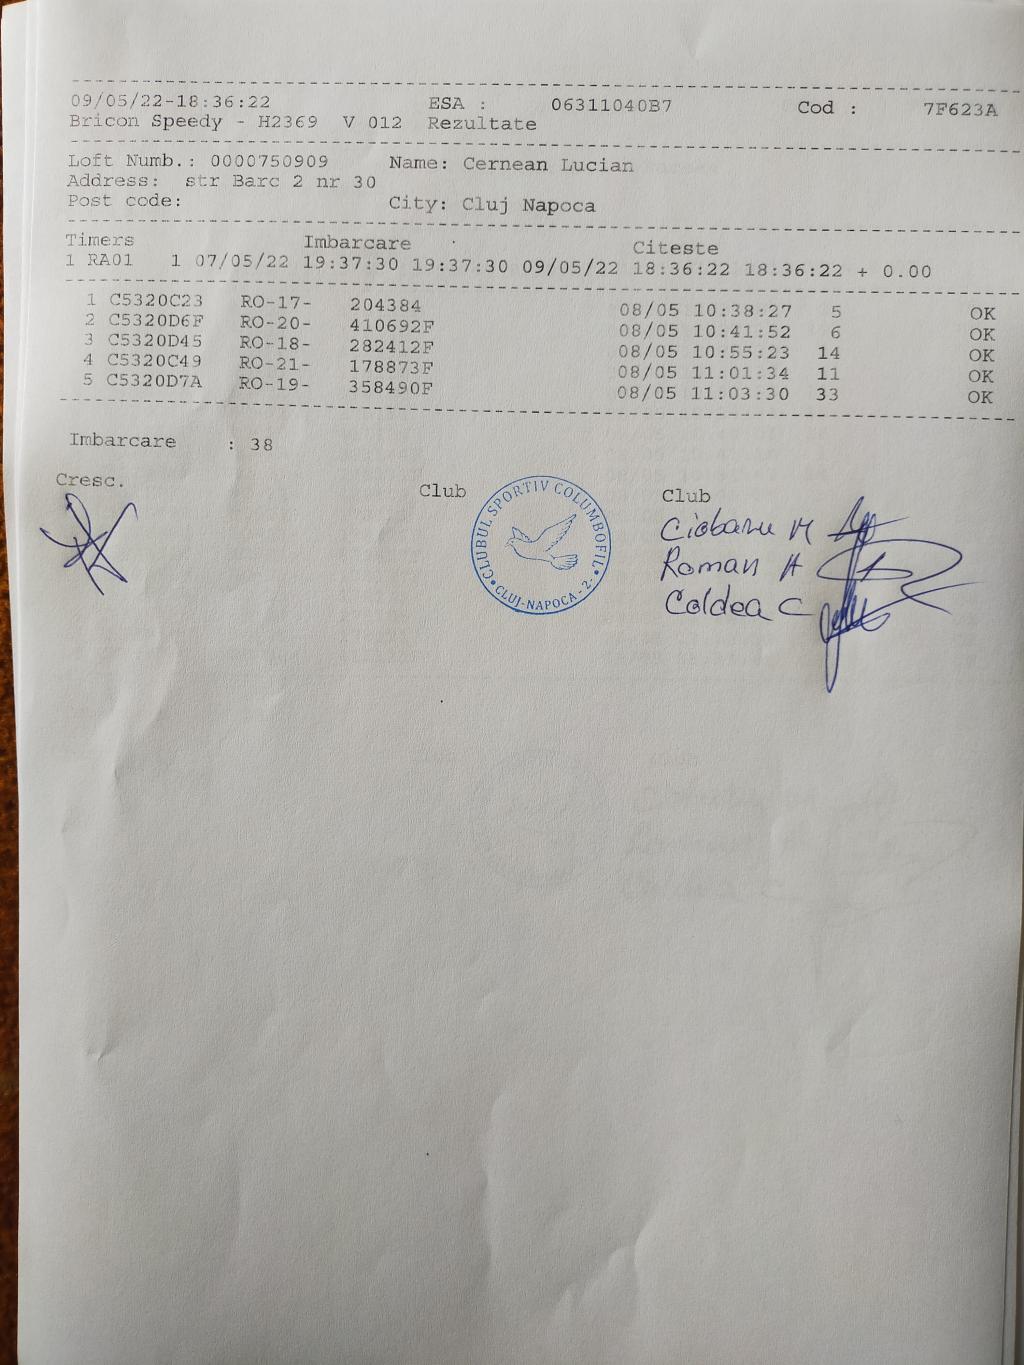 09/05/22-18:36:22 ESA : 06311040B7 Cod : 7F623A
Bricon Speedy - H2369 V 012 Rezultate
Loft Numb.: 0000750909 Name: Cernean Lucian
Address: str Barc 2 nr 30
Post code: City: Cluj Napoca
Timers Imbarcare Citeste
1 RA01 1 07/05/22 19:37:30 19:37:30 09/05/22 18:36:22 18:36:22 + 0.00
1 C5320C23 RO-17- 204384 08/05 10:38:27 5 OK
2 C5320D6F RO-20- 410692F 08/05 10:41:52 6 OK
3 C5320D45 RO-18- 282412F 08/05 10:55:23 14 OK
4 C5320C49 RO-21- 178873F 08/05 11:01:34 11 OK
5 C5320D7A RO-19- 358490F 08/05 11:03:30 33 OK
Imbarcare : 38
Cresc. Club Club
CLUBUL SPORTIV COLUMBOFIL
CLUJ-NAPOCA - 2 -
Ciobanu M
Roman A
Coldea C